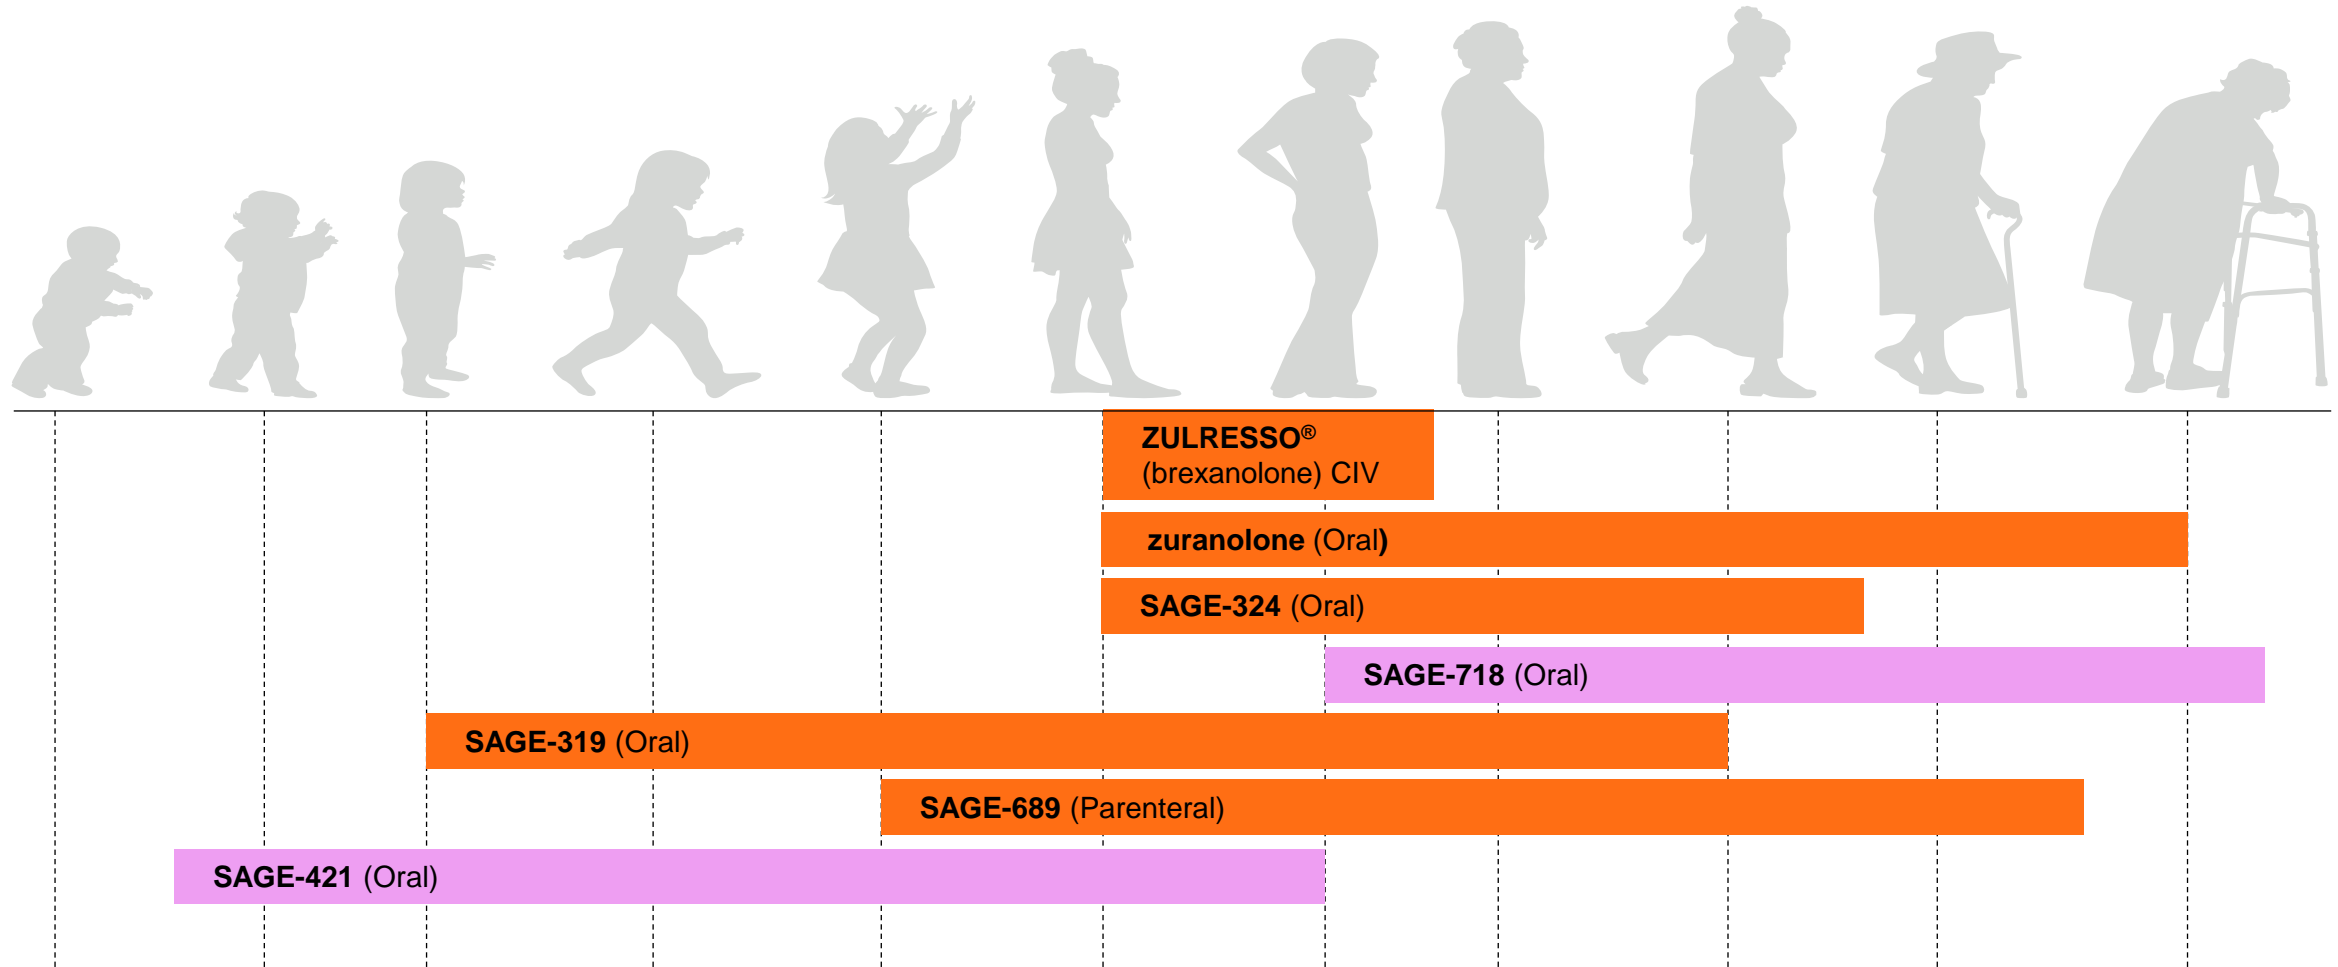 ZULRESSO®
(brexanolone) CIV
zuranolone (Oral)
SAGE-324 (Oral)
SAGE-718 (Oral)
SAGE-319 (Oral)
SAGE-689 (Parenteral)
SAGE-421 (Oral)